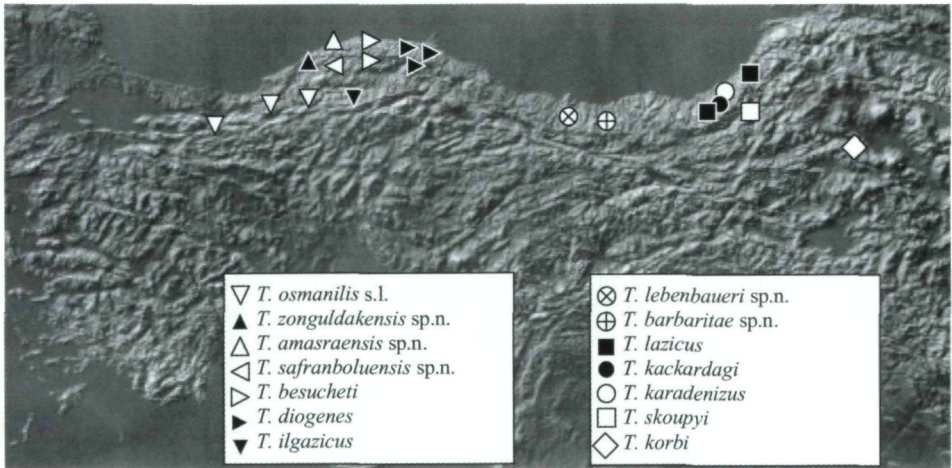 T. osmanilis s.l.
T. zonguldakensis sp.n.
T. amasraensis sp.n.
T. safranboluensis sp.n.
T. besucheti
T. diogenes
T. ilgazicus
T. lebenbaueri sp.n.
T. barbaritae sp.n.
T. lazicus
T. kackardagi
T. karadenizus
T. skoupyi
T. korbi